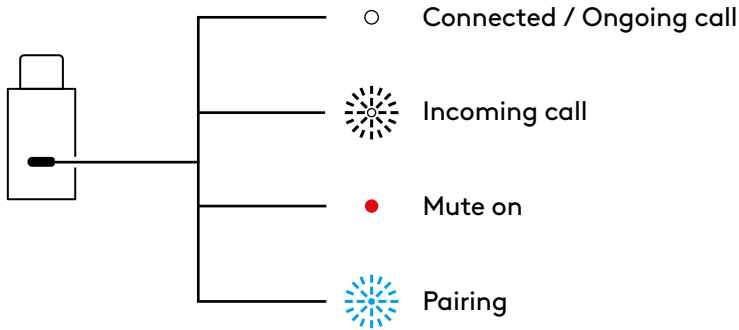 Connected / Ongoing call
Incoming call
Mute on
Pairing